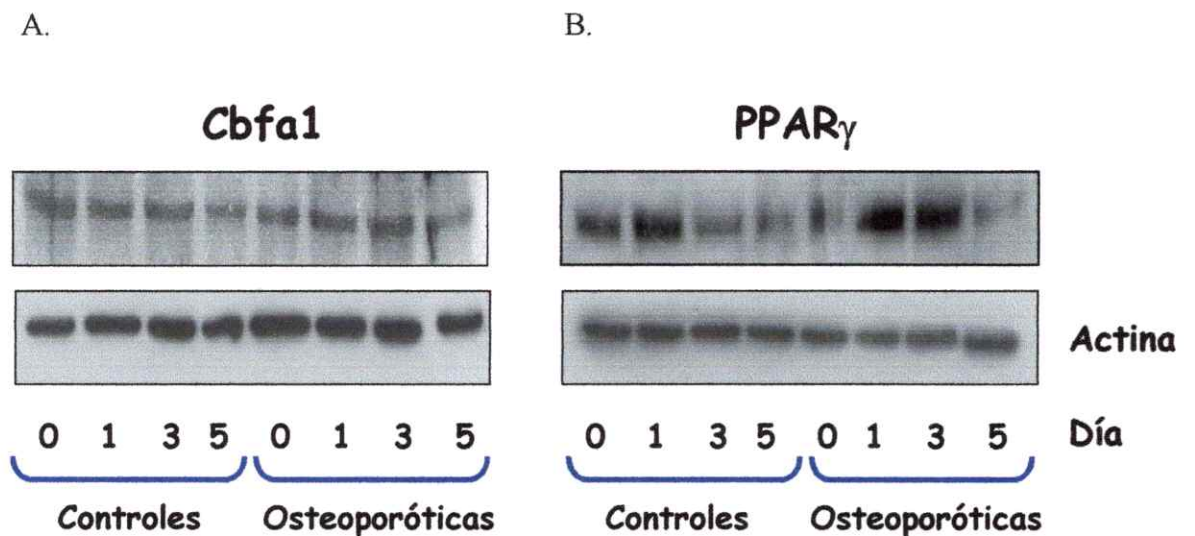 A.
B.
Cbfa1
PPARγ
Actina
0 1 3 5 0 1 3 5
0 1 3 5 0 1 3 5
Día
Controles
Osteoporóticas
Controles
Osteoporóticas